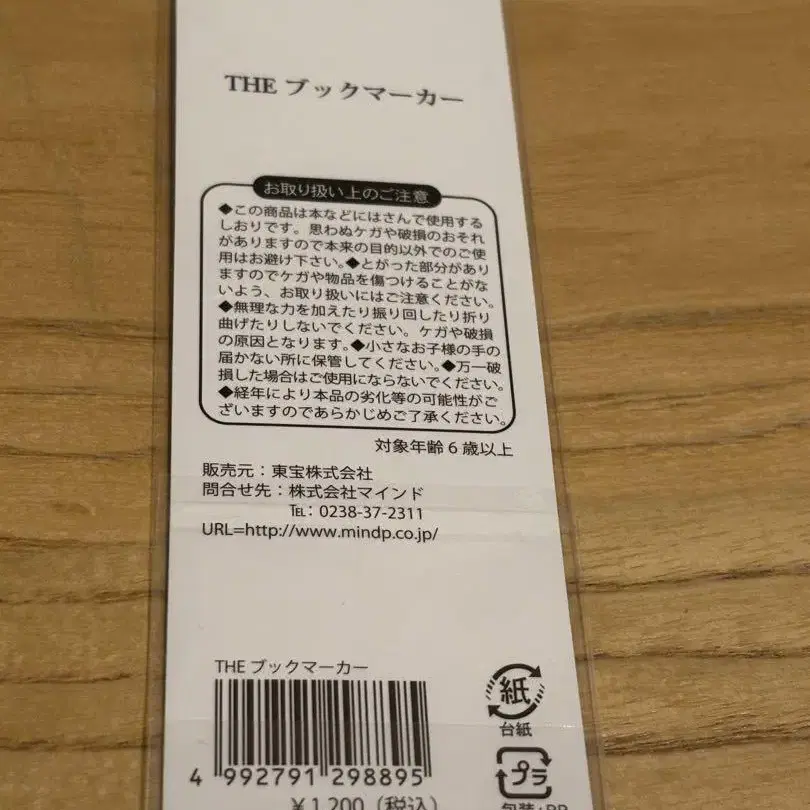 THE ブックマーカー
お取り扱い上のご注意
◆この商品は本などにはさんで使用する
しおりです。思わぬケガや破損のおそれ
がありますので本来の目的以外でのご使
用はお避け下さい。◆とがった部分があり
ますのでケガや物品を傷つけることがな
いよう、お取り扱いにはご注意ください。
◆無理な力を加えたり振り回したり折り
曲げたりしないでください。ケガや破損
の原因となります。◆小さなお子様の手の
届かない所に保管してください。◆万一破
損した場合はご使用にならないでください。
◆経年により本品の劣化等の可能性がご
ざいますのであらかじめご了承ください。
対象年齢6歳以上
販売元：東宝株式会社
問合せ先：株式会社マインド
℡：0238-37-2311
URL=http://www.mindp.co.jp/
THE ブックマーカー
4 992791 298895
¥1,200（税込）
紙
台紙
プラ
包装・PP